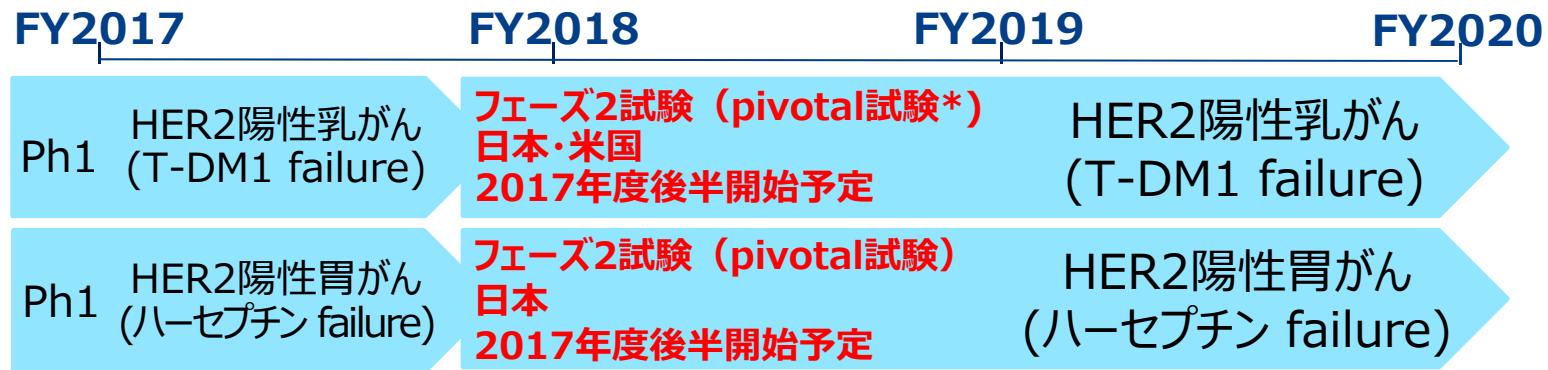 FY2017 FY2018 FY2019 FY2020
Ph1
HER2陽性乳がん
(T-DM1 failure)
フェーズ2試験（pivotal試験*)
日本・米国
2017年度後半開始予定
HER2陽性乳がん
(T-DM1 failure)
Ph1
HER2陽性胃がん
(ハーセプチン failure)
フェーズ2試験（pivotal試験）
日本
2017年度後半開始予定
HER2陽性胃がん
(ハーセプチン failure)